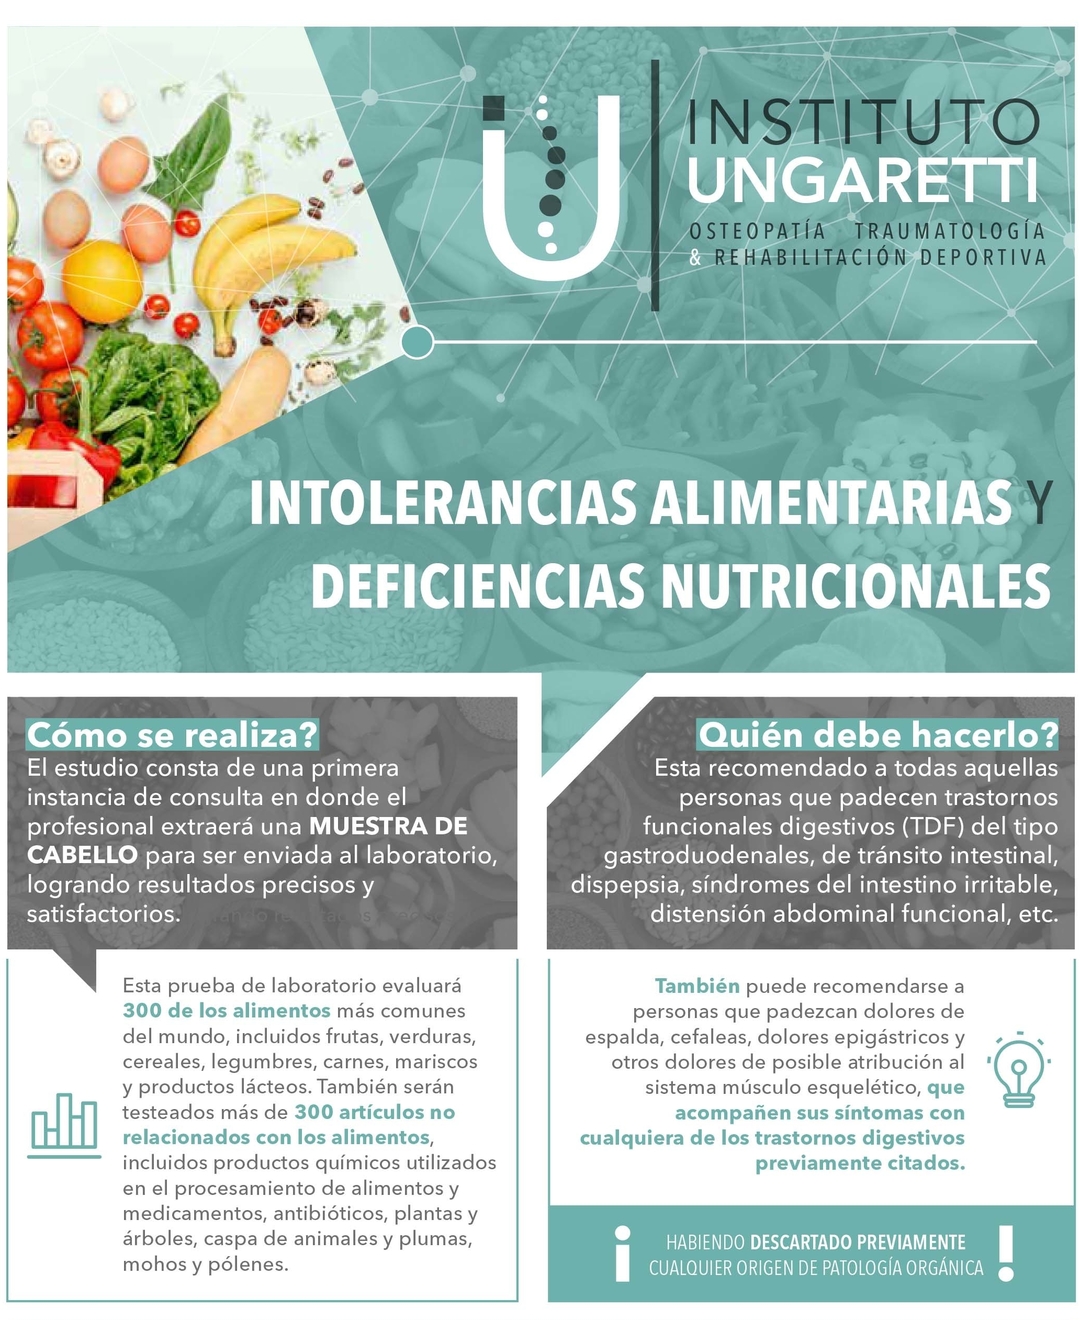 INSTITUTO
UNGARETTI
OSTEOPATÍA · TRAUMATOLOGÍA
& REHABILITACIÓN DEPORTIVA
INTOLERANCIAS ALIMENTARIAS Y
DEFICIENCIAS NUTRICIONALES
Cómo se realiza?
El estudio consta de una primera
instancia de consulta en donde el
profesional extraerá una MUESTRA DE
CABELLO para ser enviada al laboratorio,
logrando resultados precisos y
satisfactorios.
Esta prueba de laboratorio evaluará
300 de los alimentos más comunes
del mundo, incluidos frutas, verduras,
cereales, legumbres, carnes, mariscos
y productos lácteos. También serán
testeados más de 300 artículos no
relacionados con los alimentos,
incluidos productos químicos utilizados
en el procesamiento de alimentos y
medicamentos, antibióticos, plantas y
árboles, caspa de animales y plumas,
mohos y pólenes.
Quién debe hacerlo?
Esta recomendado a todas aquellas
personas que padecen trastornos
funcionales digestivos (TDF) del tipo
gastroduodenales, de tránsito intestinal,
dispepsia, síndromes del intestino irritable,
distensión abdominal funcional, etc.
También puede recomendarse a
personas que padezcan dolores de
espalda, cefaleas, dolores epigástricos y
otros dolores de posible atribución al
sistema músculo esquelético, que
acompañen sus síntomas con
cualquiera de los trastornos digestivos
previamente citados.
¡ HABIENDO DESCARTADO PREVIAMENTE !
CUALQUIER ORIGEN DE PATOLOGÍA ORGÁNICA